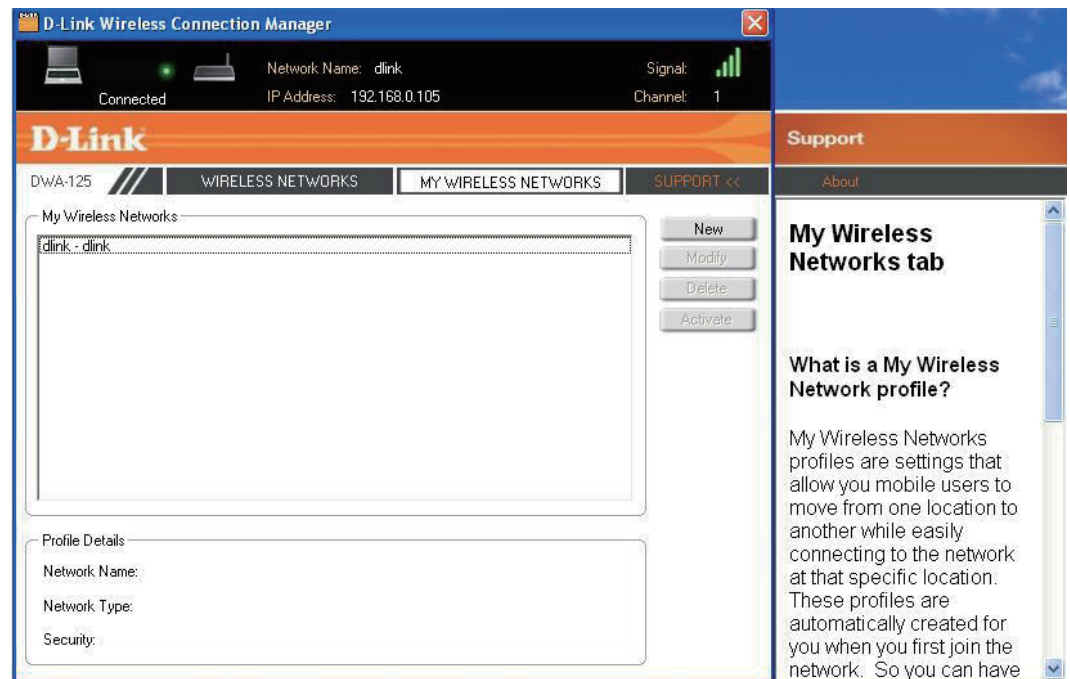 D-Link Wireless Connection Manager
Network Name: dlink
Signal:
Connected
IP Address: 192.168.0.105
Channel: 1
D-Link
DWA-125
WIRELESS NETWORKS
MY WIRELESS NETWORKS
SUPPORT <<
My Wireless Networks
dlink - dlink
New
Modify
Delete
Activate
Profile Details
Network Name:
Network Type:
Security:
Support
About
My Wireless
Networks tab
What is a My Wireless
Network profile?
My Wireless Networks
profiles are settings that
allow you mobile users to
move from one location to
another while easily
connecting to the network
at that specific location.
These profiles are
automatically created for
you when you first join the
network. So you can have